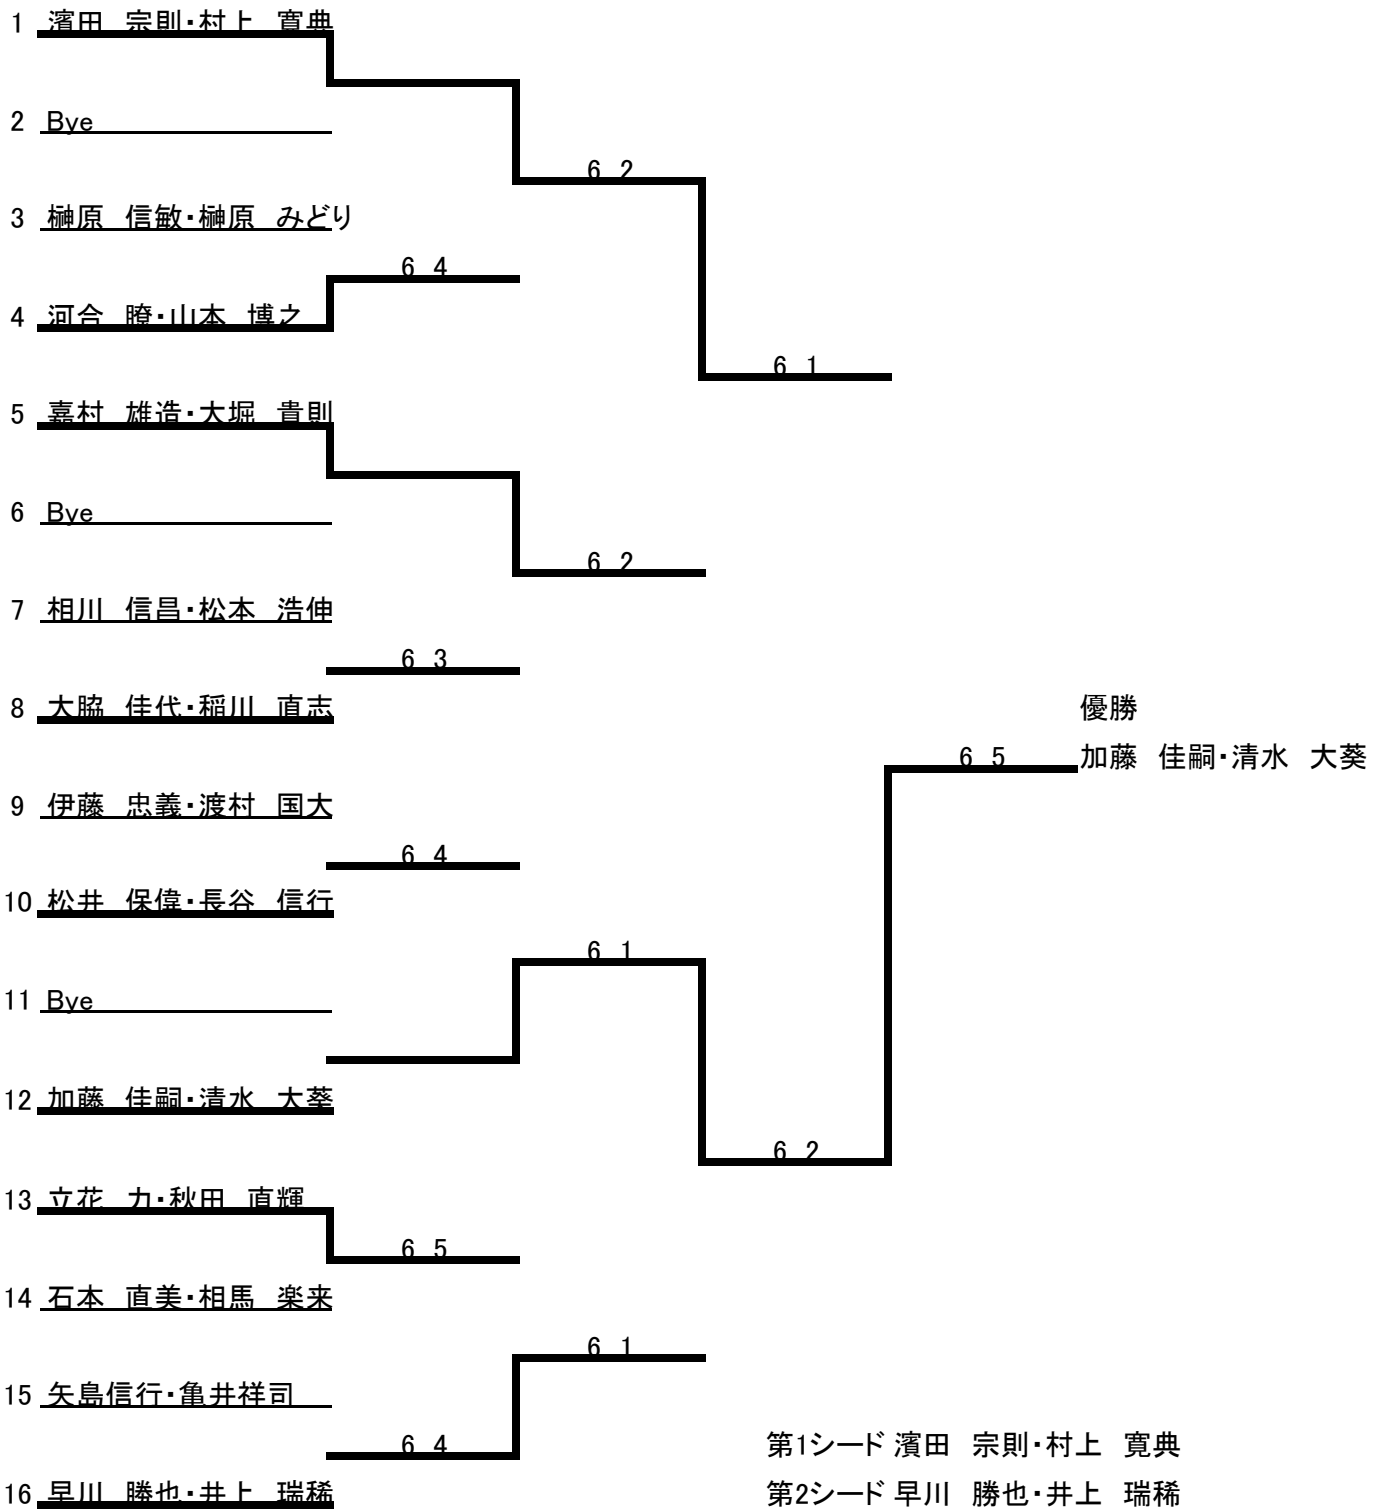 1 濱田　宗則・村上　寛典
2 Bye
6 2
3 榊原　信敏・榊原　みどり
6 4
4 河合　瞭・山本　博之
6 1
5 嘉村　雄造・大堀　貴則
6 Bye
6 2
7 相川　信昌・松本　浩伸
6 3
8 大脇　佳代・稲川　直志
優勝
6 5
加藤　佳嗣・清水　大葵
9 伊藤　忠義・渡村　国大
6 4
10 松井　保偉・長谷　信行
6 1
11 Bye
12 加藤　佳嗣・清水　大葵
6 2
13 立花　力・秋田　直輝
6 5
14 石本　直美・相馬　楽来
6 1
15 矢島信行・亀井祥司
6 4
第1シード 濱田　宗則・村上　寛典
16 早川　勝也・井上　瑞稀
第2シード 早川　勝也・井上　瑞稀